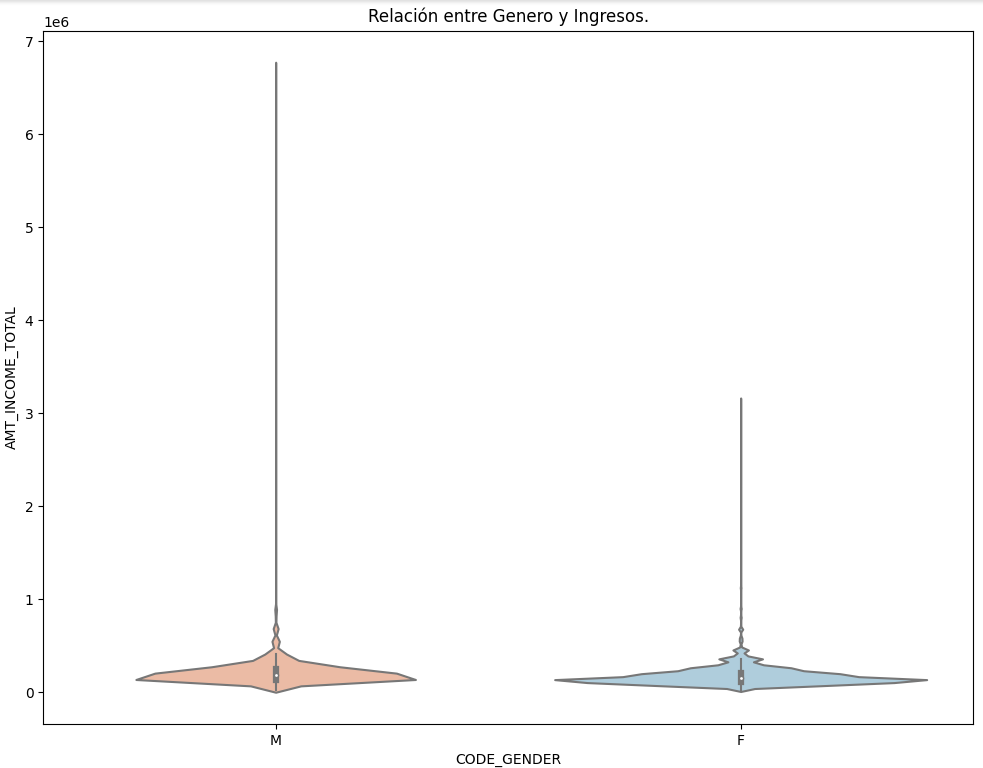 Relación entre Genero y Ingresos.
1e6
7
6
5
4
3
2
1
0
AMT_INCOME_TOTAL
M
F
CODE_GENDER